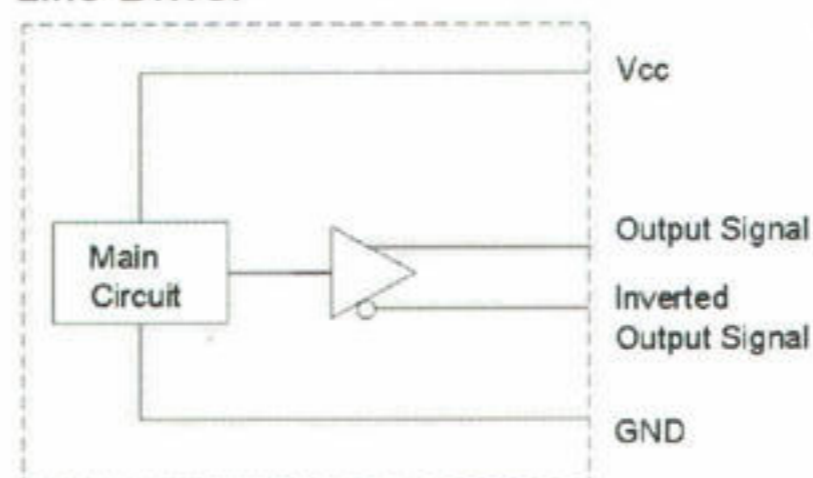 Vcc
Output Signal
Main
Circuit
Inverted
Output Signal
GND